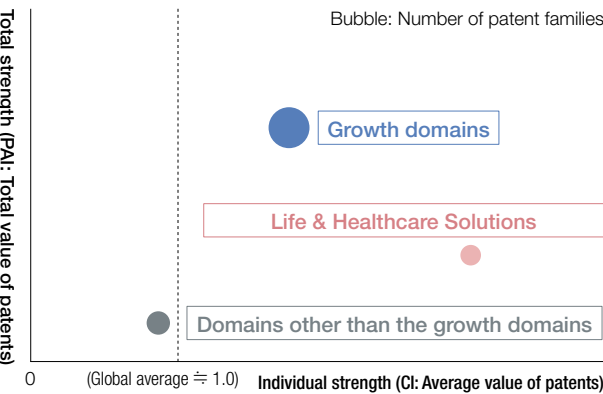 Bubble: Number of patent families
Total strength (PAI: Total value of patents)
Growth domains
Life & Healthcare Solutions
Domains other than the growth domains
0
(Global average ≒ 1.0)
Individual strength (CI: Average value of patents)